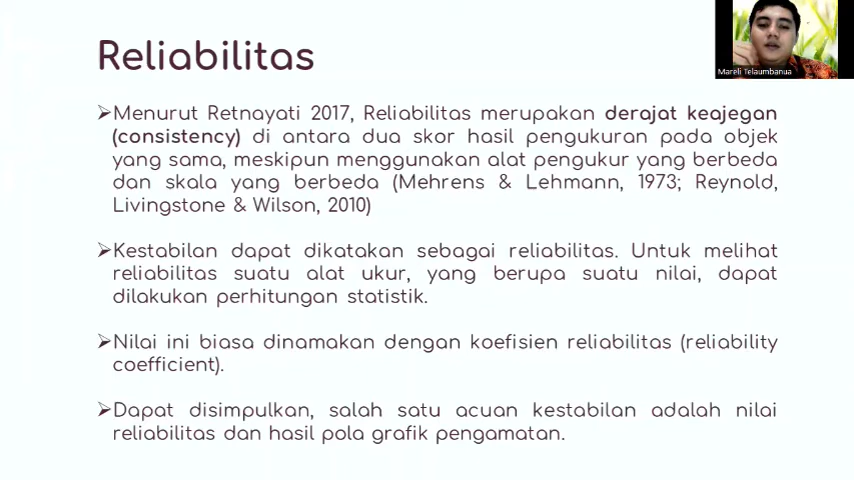 Reliabilitas
Mareli Telaumbanua
➢Menurut Retnayati 2017, Reliabilitas merupakan derajat keajegan
(consistency) di antara dua skor hasil pengukuran pada objek
yang sama, meskipun menggunakan alat pengukur yang berbeda
dan skala yang berbeda (Mehrens & Lehmann, 1973; Reynold,
Livingstone & Wilson, 2010)
➢Kestabilan dapat dikatakan sebagai reliabilitas. Untuk melihat
reliabilitas suatu alat ukur, yang berupa suatu nilai, dapat
dilakukan perhitungan statistik.
➢Nilai ini biasa dinamakan dengan koefisien reliabilitas (reliability
coefficient).
➢Dapat disimpulkan, salah satu acuan kestabilan adalah nilai
reliabilitas dan hasil pola grafik pengamatan.